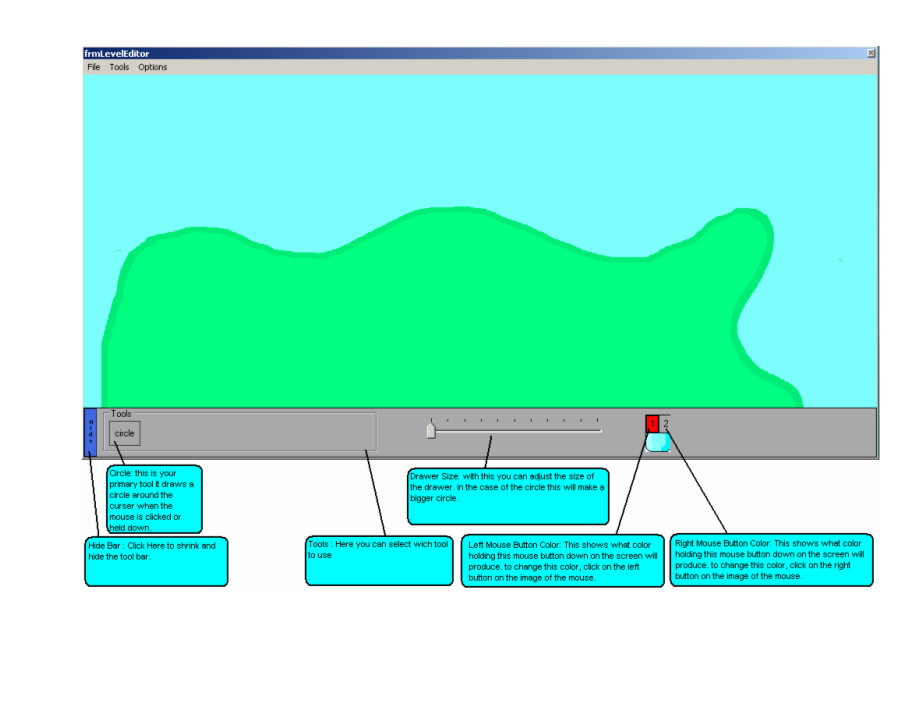 frmLevelEditor
File Tools Options
Tools
circle
Hide
1 2
Circle: this is your
primary tool it draws a
circle around the
curser when the
mouse is clicked or
held down.
Drawer Size: with this you can adjust the size of
the drawer. in the case of the circle this will make a
bigger circle.
Hide Bar : Click Here to shrink and
hide the tool bar.
Tools : Here you can select wich tool
to use
Left Mouse Button Color: This shows what color
holding this mouse button down on the screen will
produce. to change this color, click on the left
button on the image of the mouse.
Right Mouse Button Color: This shows what color
holding this mouse button down on the screen will
produce. to change this color, click on the right
button on the image of the mouse.